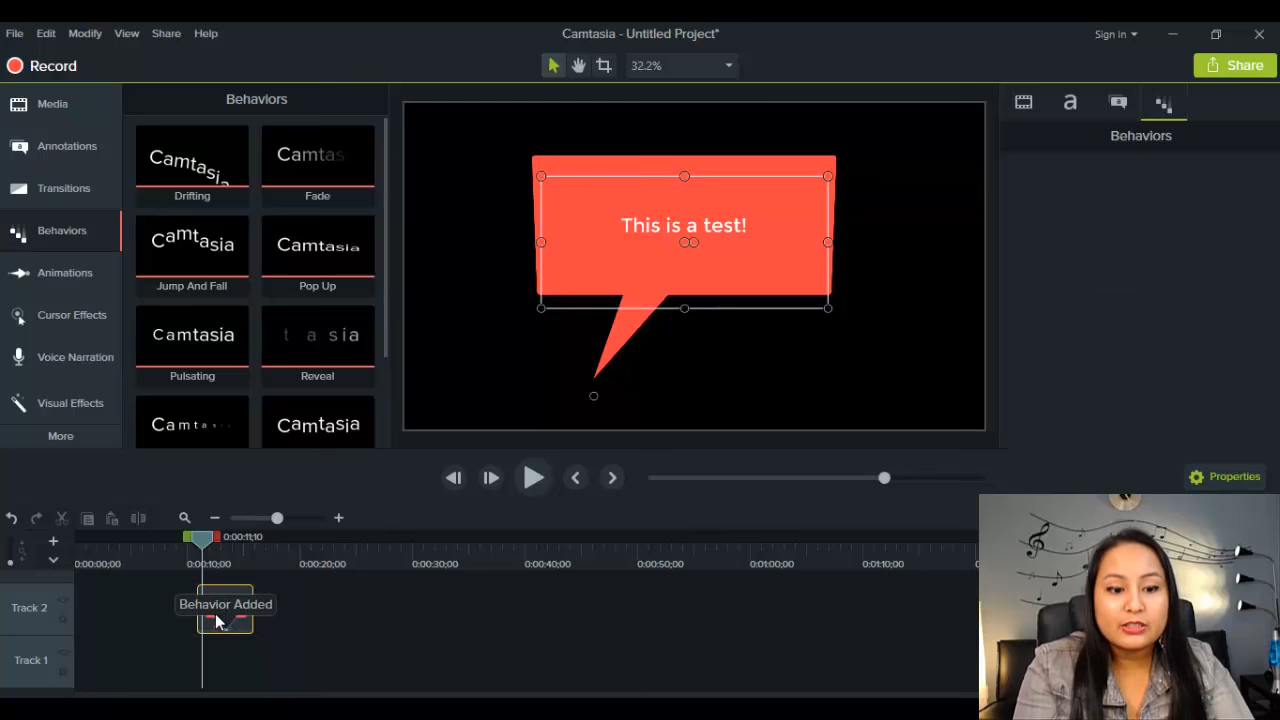 File Edit Modify View Share Help
Camtasia - Untitled Project*
Sign in
Record
32.2%
Share
Media
Annotations
Transitions
Behaviors
Animations
Cursor Effects
Voice Narration
Visual Effects
More
Behaviors
Camtasia
Camtas
Drifting
Fade
Camtasia
Camtasia
Jump And Fall
Pop Up
Camtasia
t a sia
Pulsating
Reveal
Camtas
Camtasia
This is a test!
a
Behaviors
Properties
0:00:11;10
0:00:00;00
0:00:10;00
0:00:20;00
0:00:30;00
0:00:40;00
0:00:50;00
0:01:00;00
0:01:10;00
Track 2
Behavior Added
Track 1